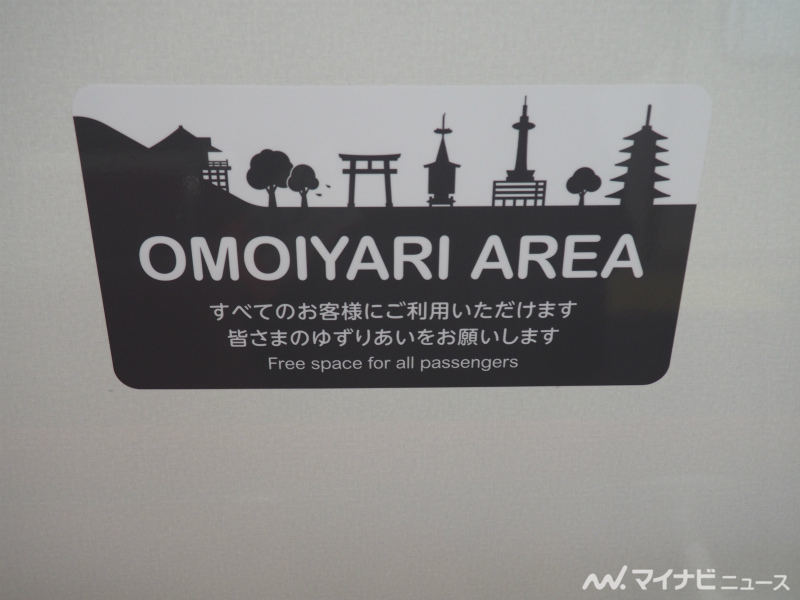 OMOIYARI AREA
すべてのお客様にご利用いただけます
皆さまのゆずりあいをお願いします
Free space for all passengers
マイナビニュース